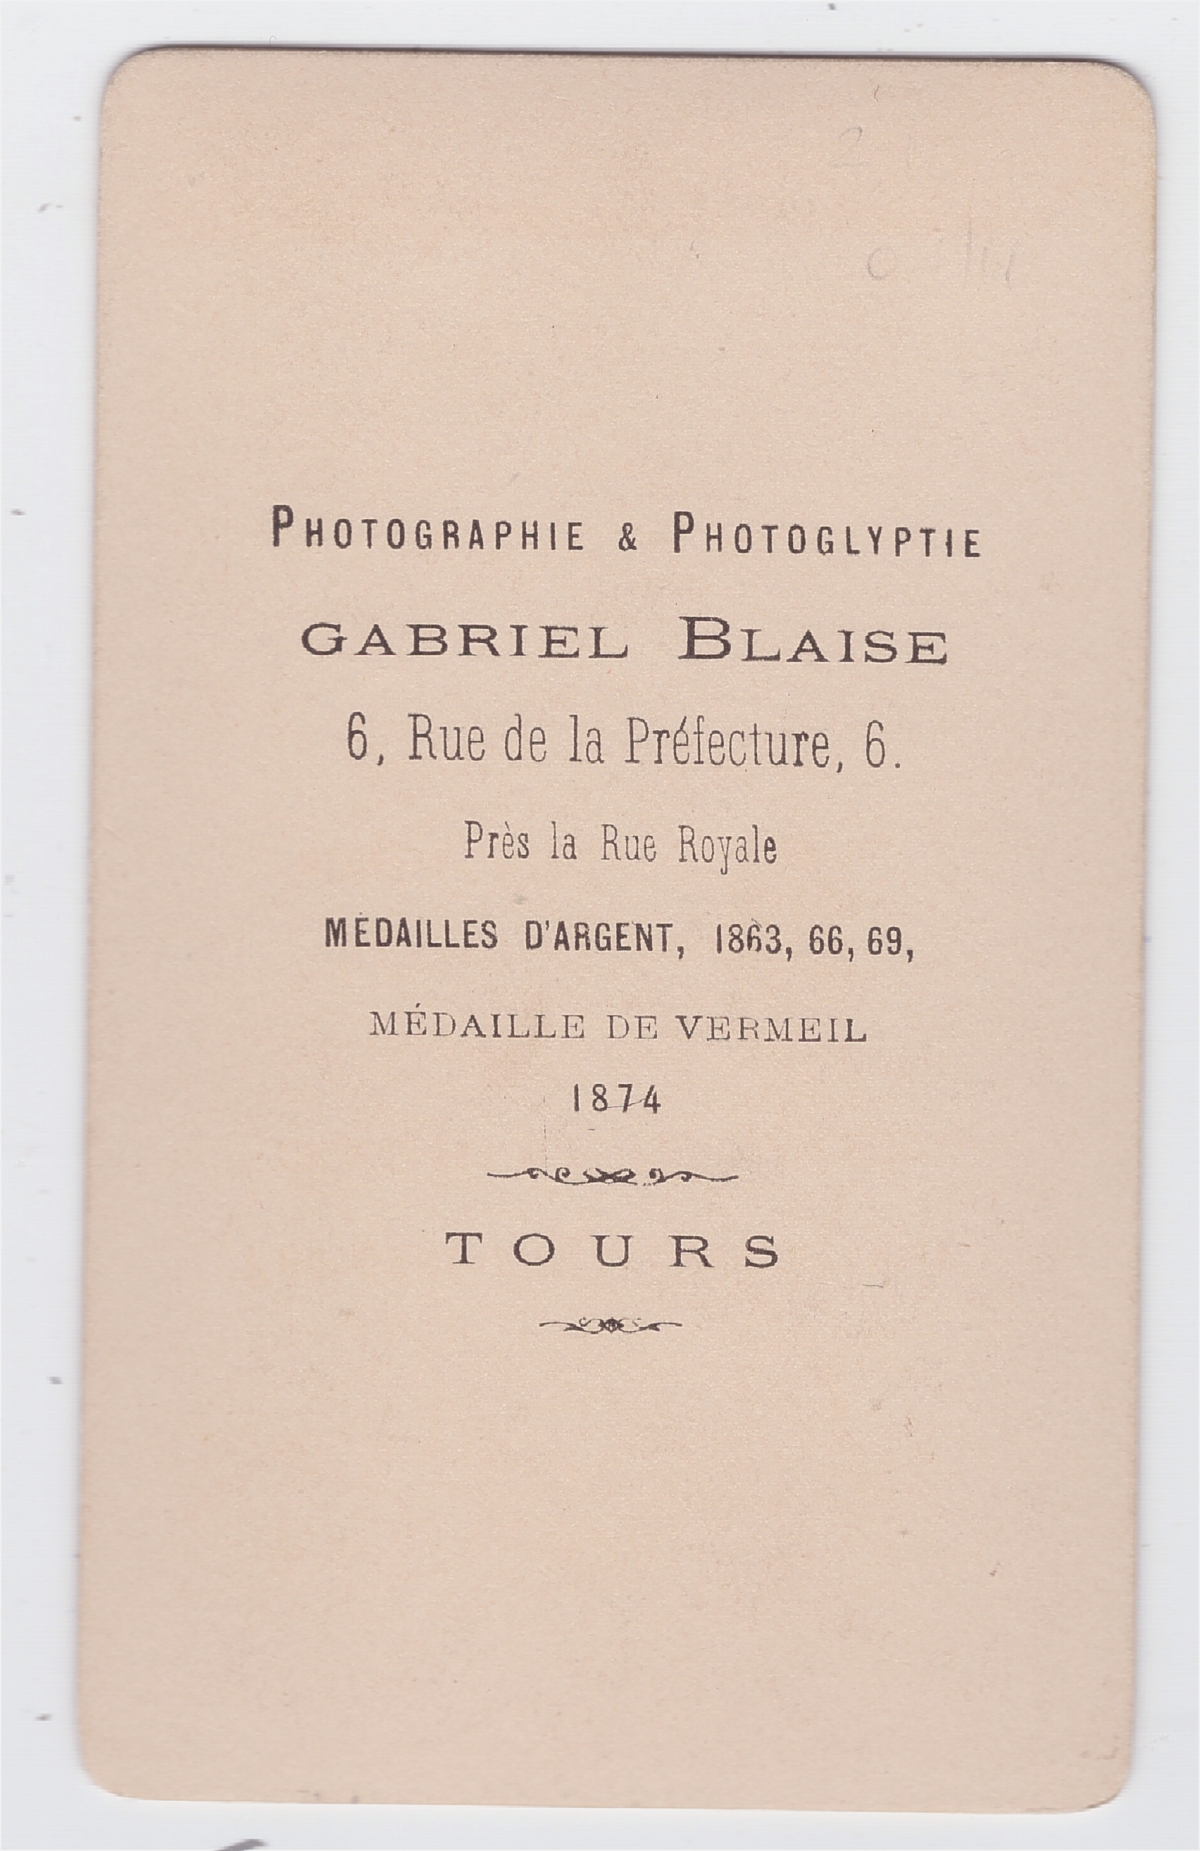 PHOTOGRAPHIE & PHOTOGLYPTIE
GABRIEL BLAISE
6, Rue de la Préfecture, 6.
Près la Rue Royale
MÉDAILLES D'ARGENT, 1863, 66, 69,
MÉDAILLE DE VERMEIL
1874
TOURS